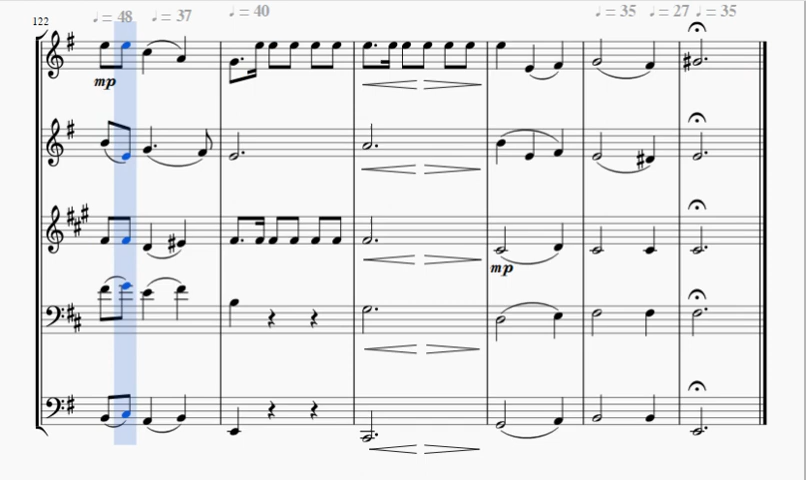 122
♩ = 48 ♩ = 37 ♩ = 40 ♩ = 35 ♩ = 27 ♩ = 35
mp
mp